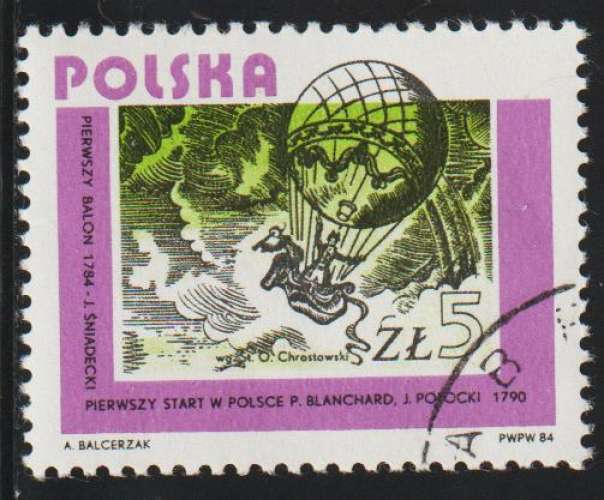 POLSKA
PIERWSZY BALON 1784 - J. ŚNIADECKI
wg St. O. Chrostowski
ZŁ 5
PIERWSZY START W POLSCE P. BLANCHARD, J. POTOCKI 1790
A. BALCERZAK
PWPW 84
A B